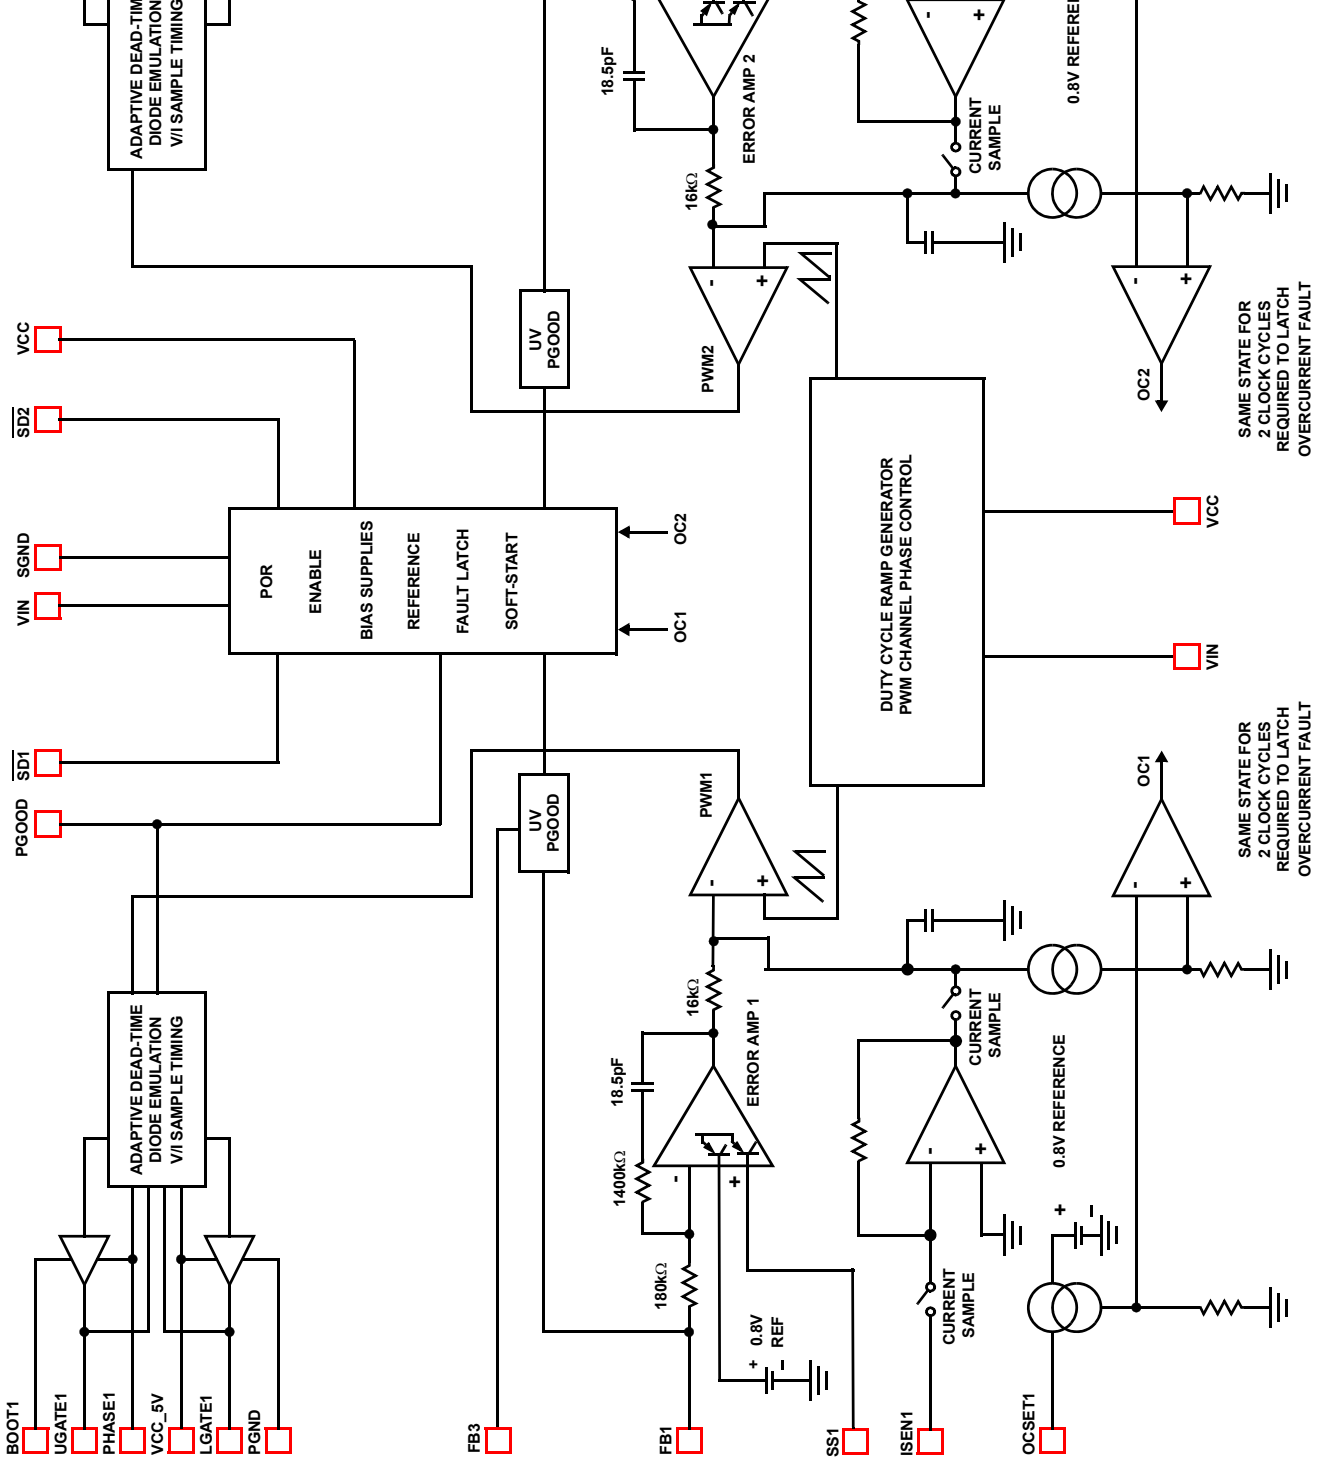 BOOT1
UGATE1
PHASE1
VCC_5V
LGATE1
PGND
ADAPTIVE DEAD-TIME
DIODE EMULATION
V/I SAMPLE TIMING
PGOOD
SD1
VIN
SGND
SD2
VCC
POR
ENABLE
BIAS SUPPLIES
REFERENCE
FAULT LATCH
SOFT-START
OC1
OC2
DIODE EMULATION
V/I SAMPLE TIMING
ADAPTIVE DEAD-TIM
FB3
UV
PGOOD
UV
PGOOD
FB1
180kΩ
1400kΩ
18.5pF
-
+
ERROR AMP 1
16kΩ
+
-
0.8V
REF
PWM1
-
+
PWM2
-
+
16kΩ
18.5pF
ERROR AMP 2
SS1
DUTY CYCLE RAMP GENERATOR
PWM CHANNEL PHASE CONTROL
ISEN1
CURRENT
SAMPLE
-
+
CURRENT
SAMPLE
CURRENT
SAMPLE
-
+
OCSET1
+
-
0.8V REFERENCE
-
+
OC1
VIN
VCC
OC2
-
+
SAME STATE FOR
2 CLOCK CYCLES
REQUIRED TO LATCH
OVERCURRENT FAULT
SAME STATE FOR
2 CLOCK CYCLES
REQUIRED TO LATCH
OVERCURRENT FAULT
0.8V REFEREN